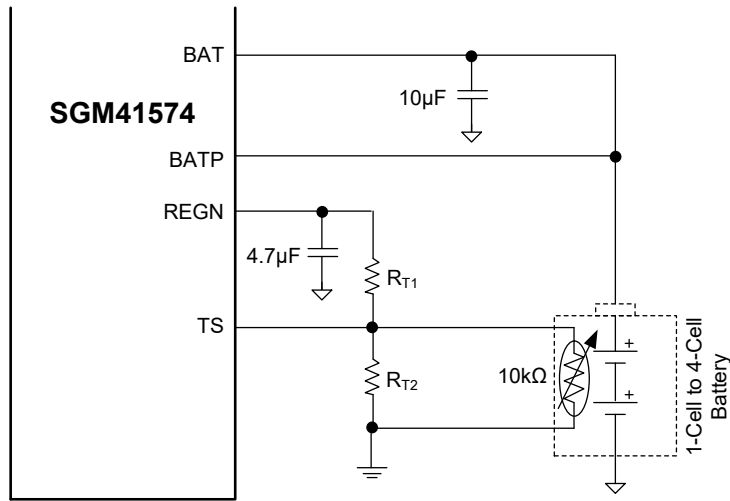 BAT
SGM41574
10μF
BATP
REGN
4.7μF
RT1
TS
RT2
10kΩ
+
+
1-Cell to 4-Cell
Battery